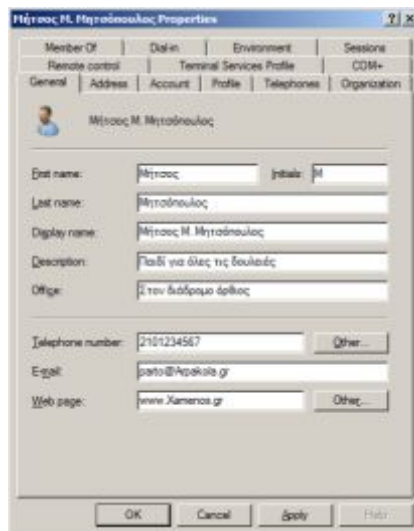 Μήτσος Μ. Μητσόπουλος Properties
Member Of Dial-in Environment Sessions
Remote control Terminal Services Profile COM+
General Address Account Profile Telephones Organization
Μήτσος Μ. Μητσόπουλος
First name: Μήτσος Initials: Μ
Last name: Μητσόπουλος
Display name: Μήτσος Μ. Μητσόπουλος
Description: Παιδί για όλες τις δουλειές
Office: Στον διάδρομο όρθιος
Telephone number: 2101234567 Other...
E-mail: parto@Arpakola.gr
Web page: www.Xamenos.gr Other...
OK Cancel Apply Help